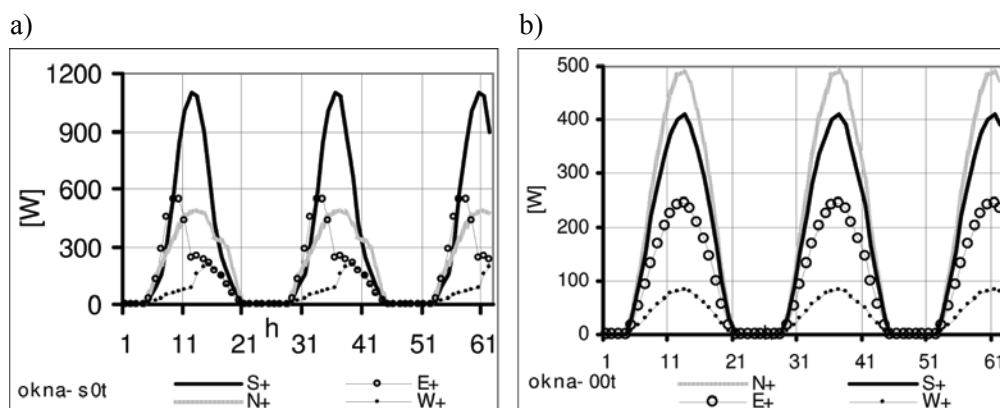 a)
b)
1200
900
600
300
0
[W]
1 11 21 31 41 51 61
h
okna-s0t
S+
E+
N+
W+
500
400
300
200
100
0
[W]
1 11 21 31 41 51 61
okna-00t
N+
S+
E+
W+